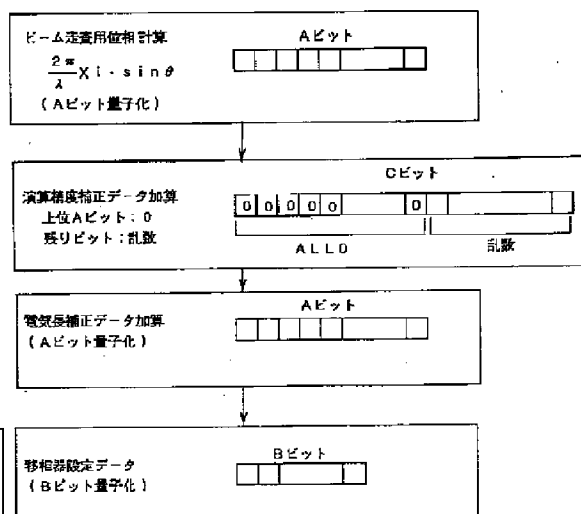 ビーム走査用位相計算
Aビット
2π/λ Xi・sinθ
(Aビット量子化)
Cビット
演算精度補正データ加算
上位Aビット：0
残りビット：乱数
0 0 0 0 0 0
ALL0
乱数
Aビット
電気長補正データ加算
(Aビット量子化)
Bビット
移相器設定データ
(Bビット量子化)